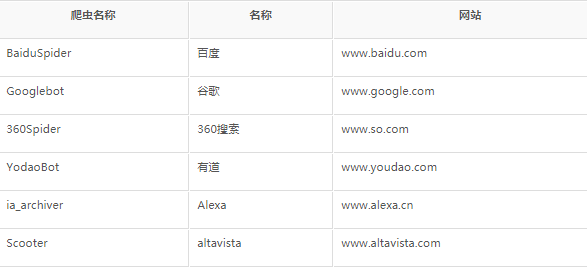 爬虫名称 名称 网站
BaiduSpider 百度 www.baidu.com
Googlebot 谷歌 www.google.com
360Spider 360搜索 www.so.com
YodaoBot 有道 www.youdao.com
ia_archiver Alexa www.alexa.cn
Scooter altavista www.altavista.com